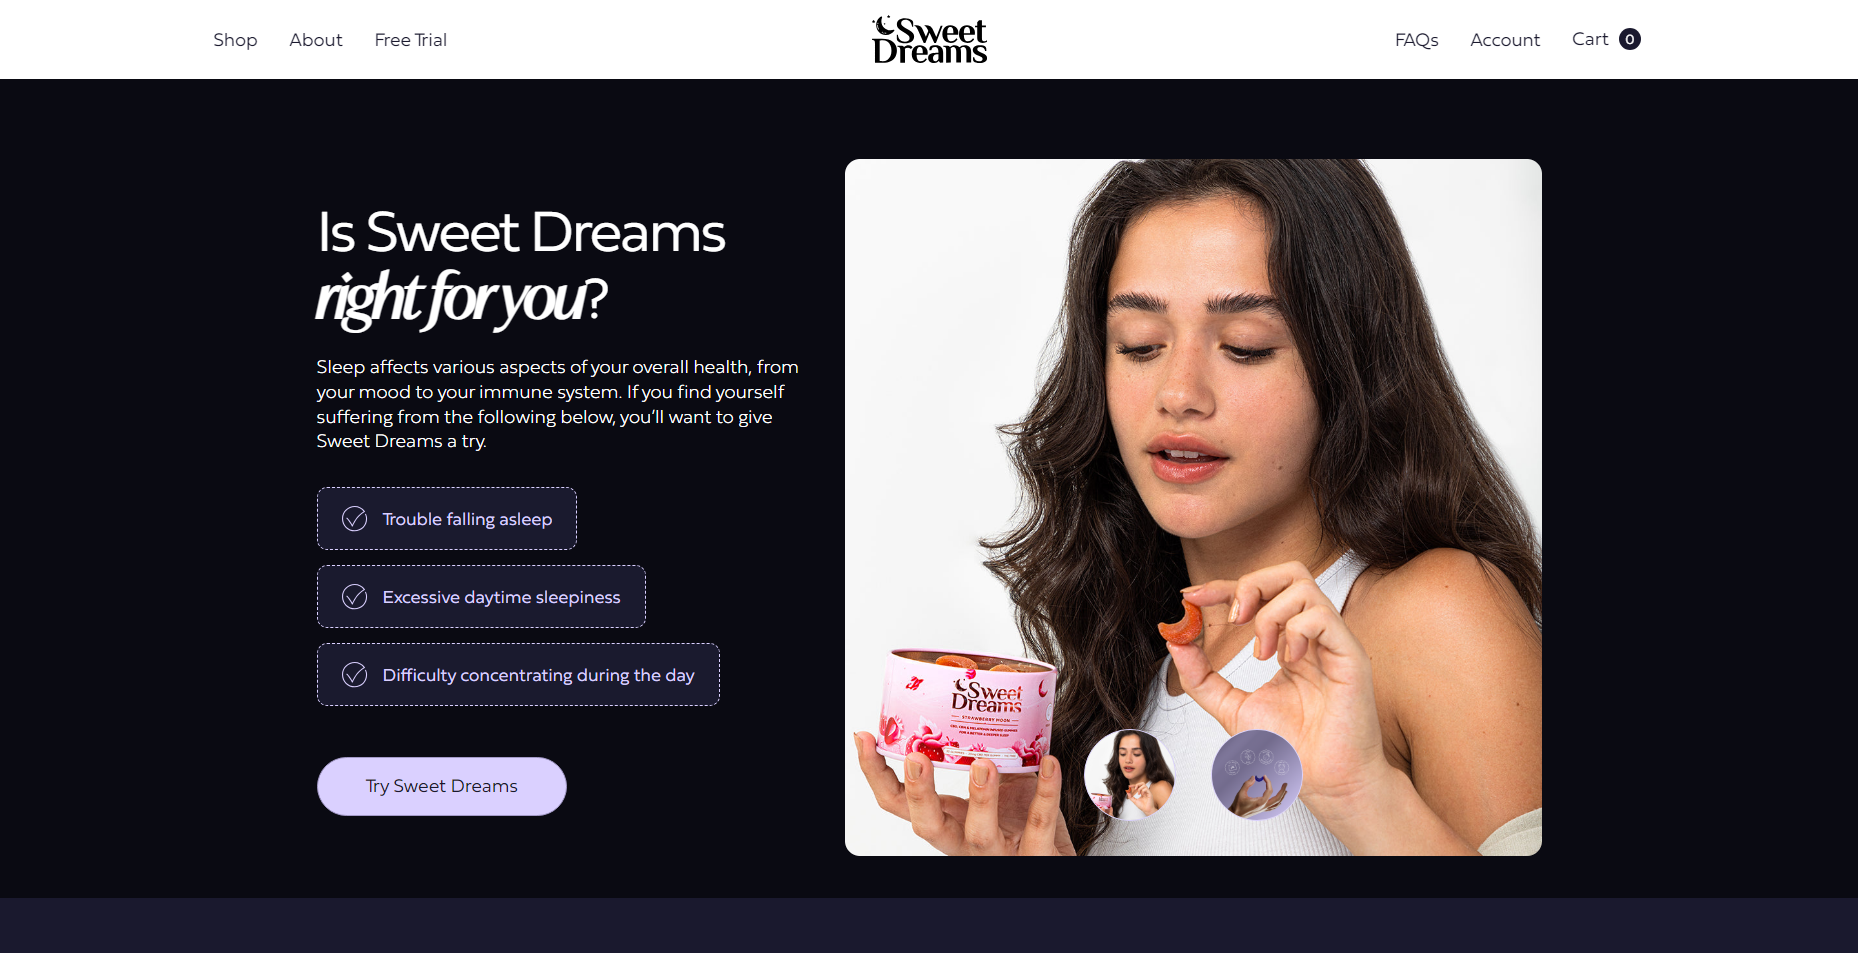 Shop
About
Free Trial
Sweet
Dreams
FAQs
Account
Cart
0
Is Sweet Dreams
right for you?
Sleep affects various aspects of your overall health, from
your mood to your immune system. If you find yourself
suffering from the following below, you'll want to give
Sweet Dreams a try.
Trouble falling asleep
Excessive daytime sleepiness
Difficulty concentrating during the day
Try Sweet Dreams
Sweet
Dreams
STRAWBERRY MOON